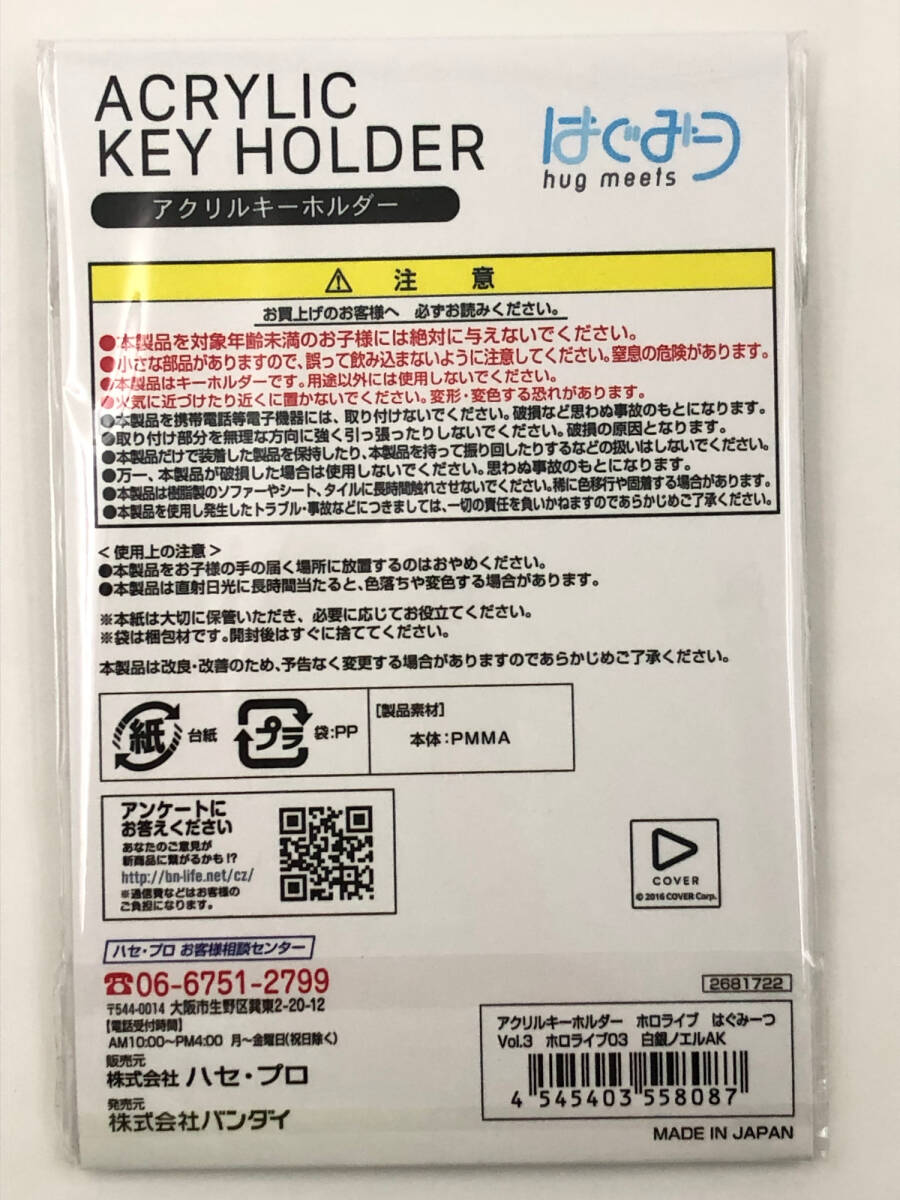 ACRYLIC
KEY HOLDER
アクリルキーホルダー
はぐみーつ
hug meets
⚠ 注 意
お買上げのお客様へ 必ずお読みください。
●本製品を対象年齢未満のお子様には絶対に与えないでください。
●小さな部品がありますので、誤って飲み込まないように注意してください。窒息の危険があります。
●本製品はキーホルダーです。用途以外には使用しないでください。
●火気に近づけたり近くに置かないでください。変形・変色する恐れがあります。
●本製品を携帯電話等電子機器には、取り付けないでください。破損など思わぬ事故のもとになります。
●取り付け部分を無理な方向に強く引っ張ったりしないでください。破損の原因となります。
●本製品だけで装着した製品を保持したり、本製品を持って振り回したりするなどの扱いはしないでください。
●万一、本製品が破損した場合は使用しないでください。思わぬ事故のもとになります。
●本製品は樹脂製のソファーやシート、タイルに長時間触れさせないでください。稀に色移行や固着する場合があります。
●本製品を使用し発生したトラブル・事故などにつきましては、一切の責任を負いかねますのであらかじめご了承ください。
<使用上の注意>
●本製品をお子様の手の届く場所に放置するのはおやめください。
●本製品は直射日光に長時間当たると、色落ちや変色する場合があります。
※本紙は大切に保管いただき、必要に応じてお役立てください。
※袋は梱包材です。開封後はすぐに捨ててください。
本製品は改良・改善のため、予告なく変更する場合がありますのであらかじめご了承ください。
紙 台紙 プラ 袋:PP
[製品素材]
本体:PMMA
アンケートに
お答えください
あなたのご意見が
新商品に繋がるかも!?
http://bn-life.net/cz/
※通信費などはお客様の
ご負担になります。
COVER
© 2016 COVER Corp.
ハセ・プロ お客様相談センター
☎06-6751-2799
〒544-0014 大阪市生野区巽東2-20-12
【電話受付時間】
AM10:00〜PM4:00 月〜金曜日(祝日除く)
販売元
株式会社 ハセ・プロ
発売元
株式会社バンダイ
2681722
アクリルキーホルダー ホロライブ はぐみーつ
Vol.3 ホロライブ03 白銀ノエルAK
4 545403 558087
MADE IN JAPAN